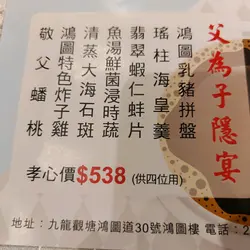 父為子隱宴
鴻圖乳豬拼盤
瑤柱海皇羹
翡翠蝦仁蚌片
魚湯鮮菌浸時蔬
清蒸大海石斑
鴻圖特色炸子雞
敬父蟠桃
孝心價$538 (供四位用)
地址：九龍觀塘鴻圖道30號鴻圖樓 電話：2